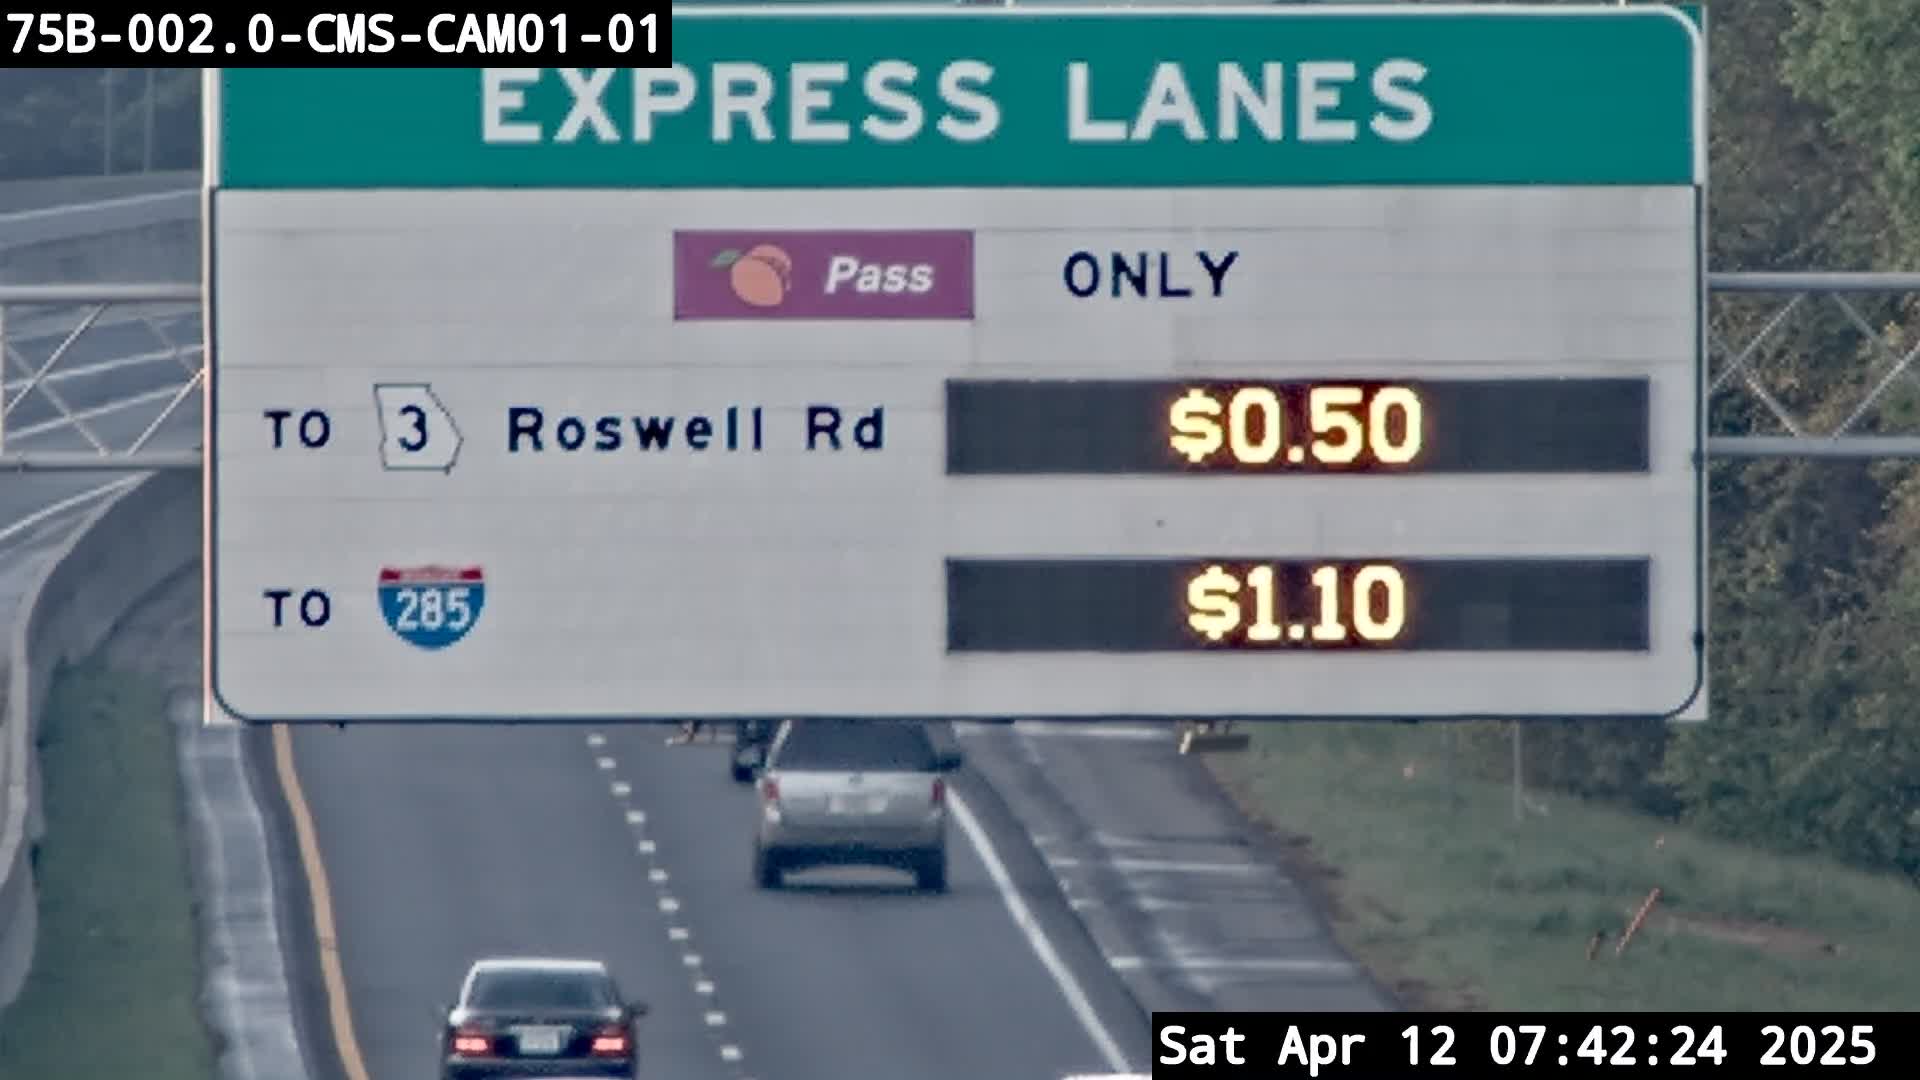 75B-002.0-CMS-CAM01-01
EXPRESS LANES
Pass ONLY
TO 3 Roswell Rd $0.50
TO 285 $1.10
Sat Apr 12 07:42:24 2025